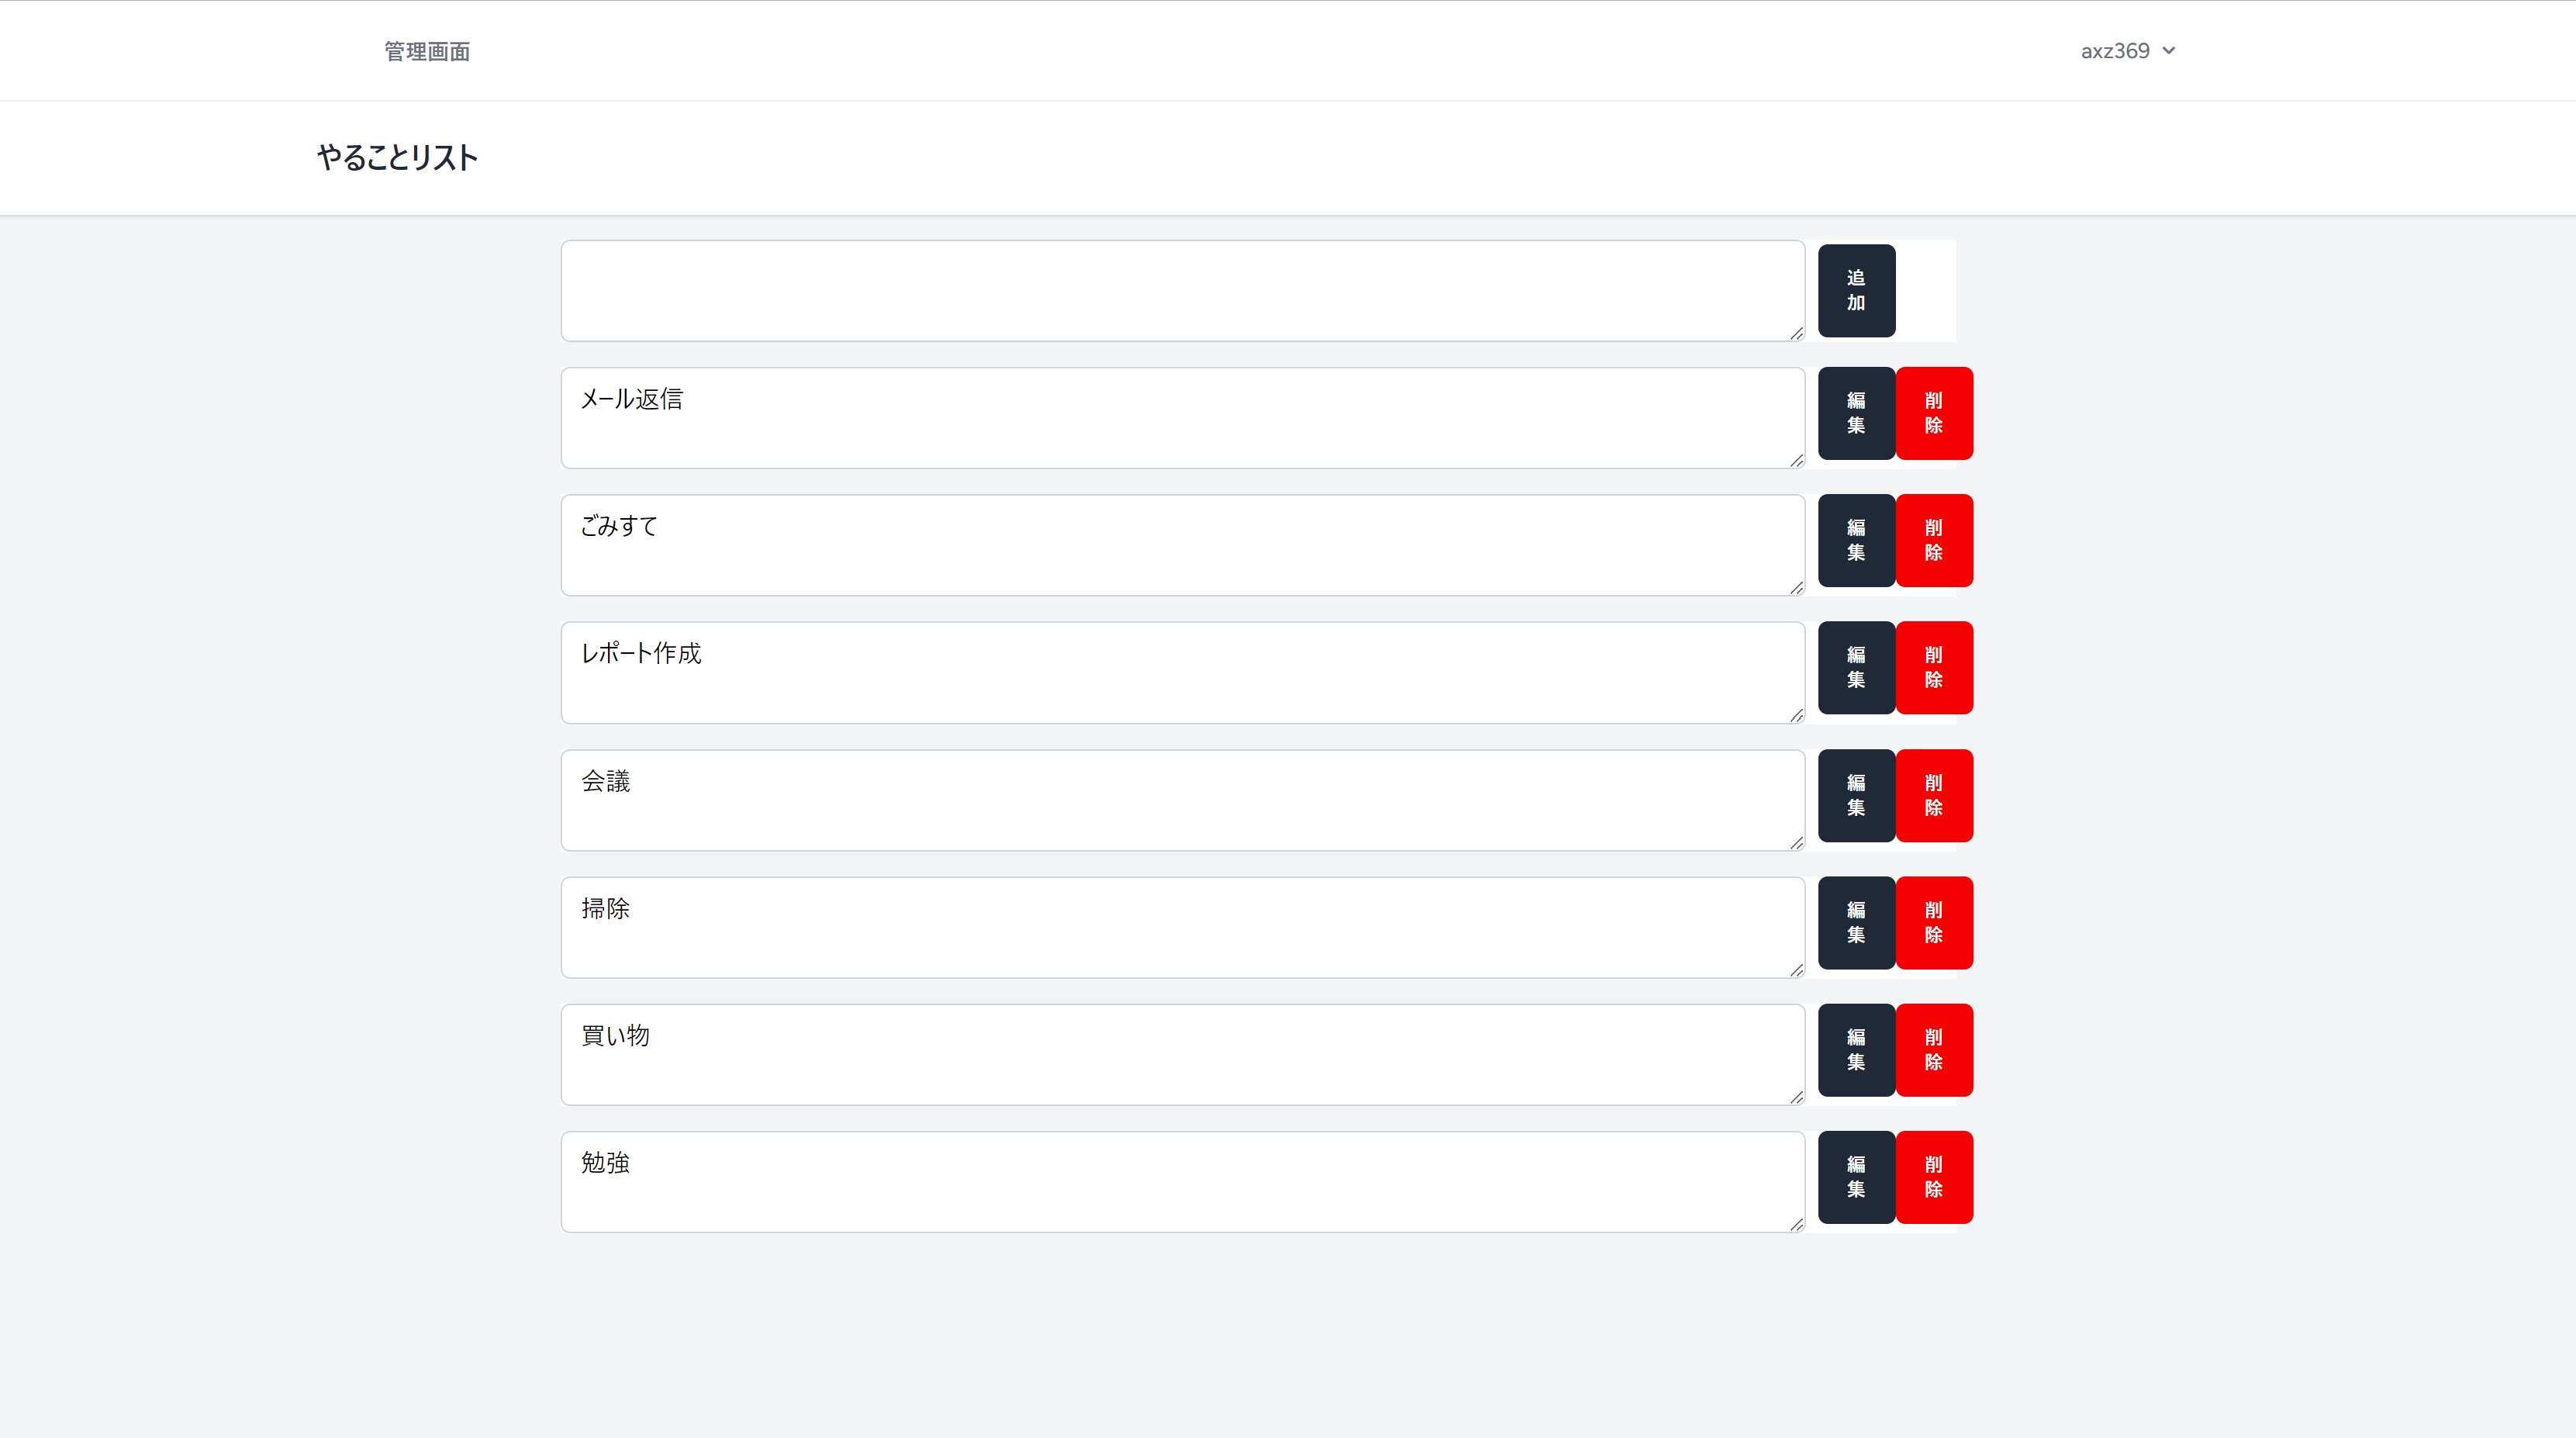 管理画面
axz369
やることリスト
追
加
メール返信
編
集
削
除
ごみすて
編
集
削
除
レポート作成
編
集
削
除
会議
編
集
削
除
掃除
編
集
削
除
買い物
編
集
削
除
勉強
編
集
削
除